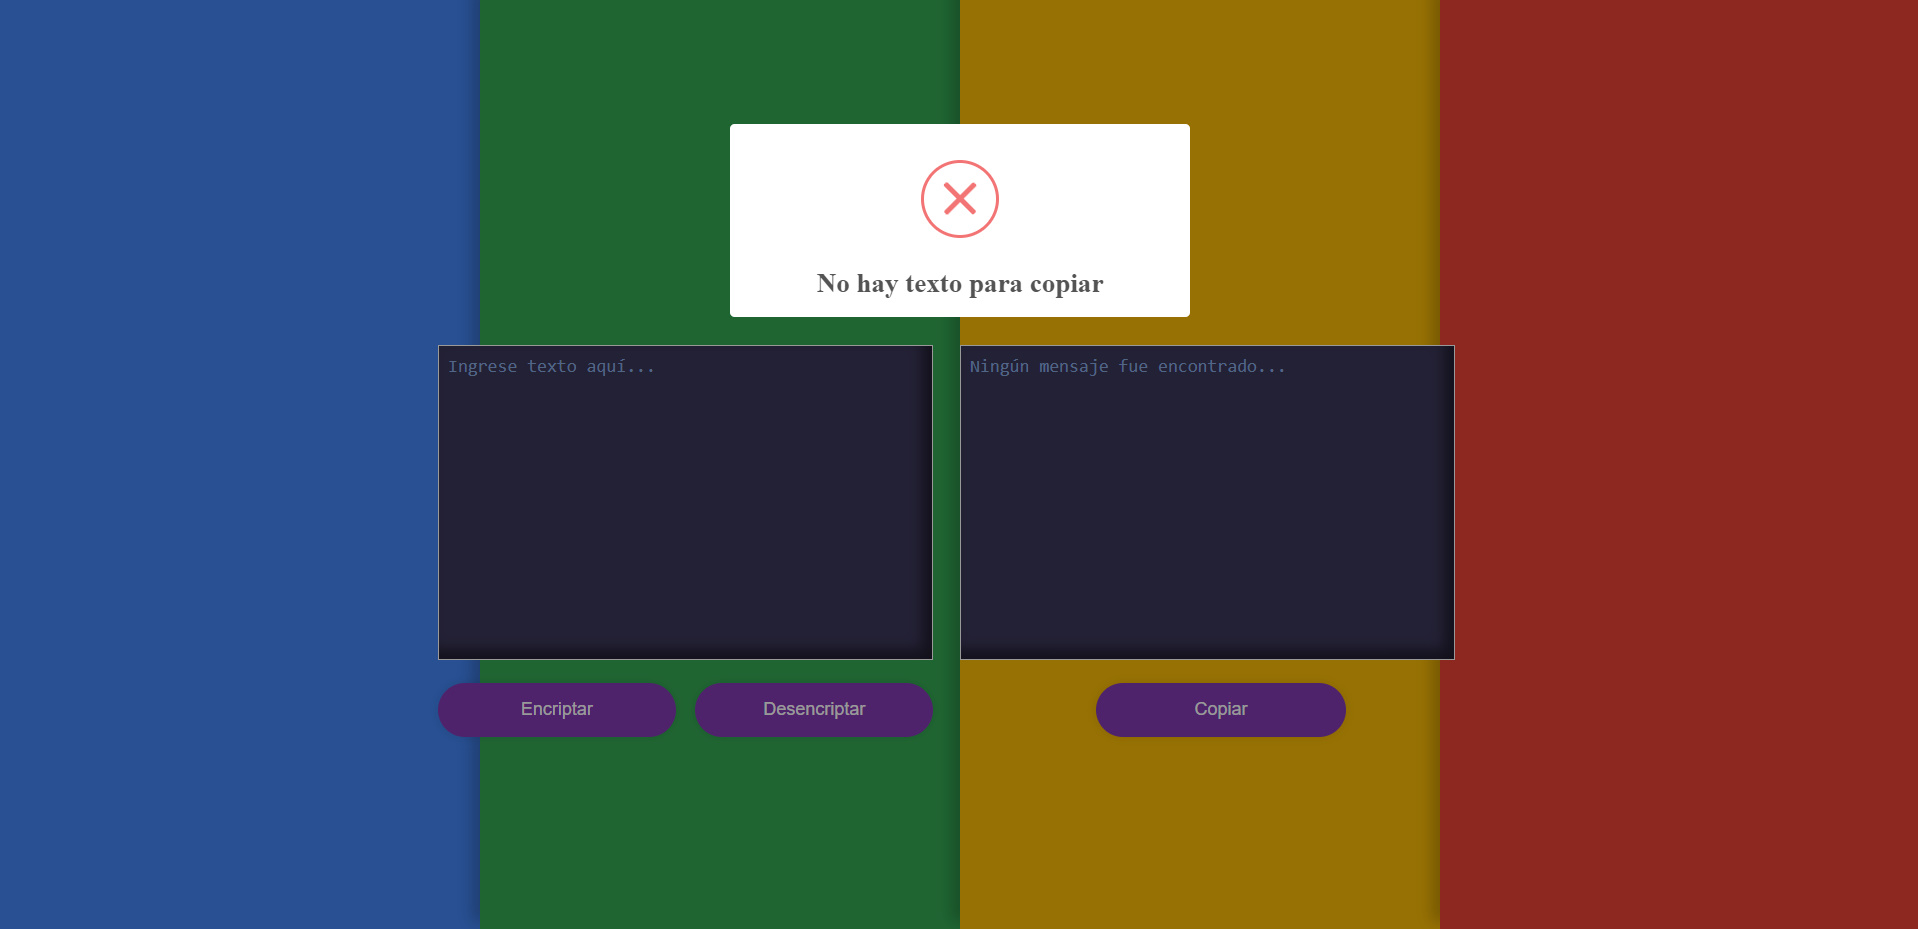 No hay texto para copiar
Ingrese texto aquí...
Ningún mensaje fue encontrado...
Encriptar
Desencriptar
Copiar